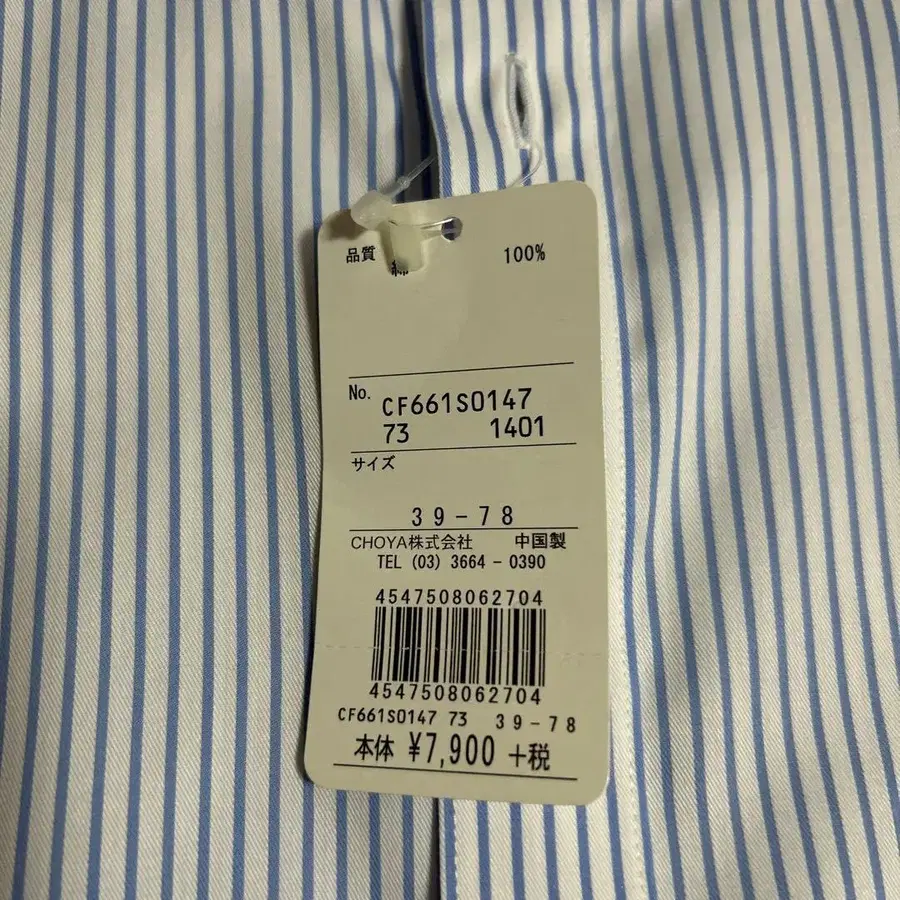 品質 綿 100%
No. CF661S0147
73 1401
サイズ
39-78
CHOYA株式会社 中国製
TEL (03) 3664-0390
4547508062704
4547508062704
CF661S0147 73 39-78
本体 ¥7,900 +税